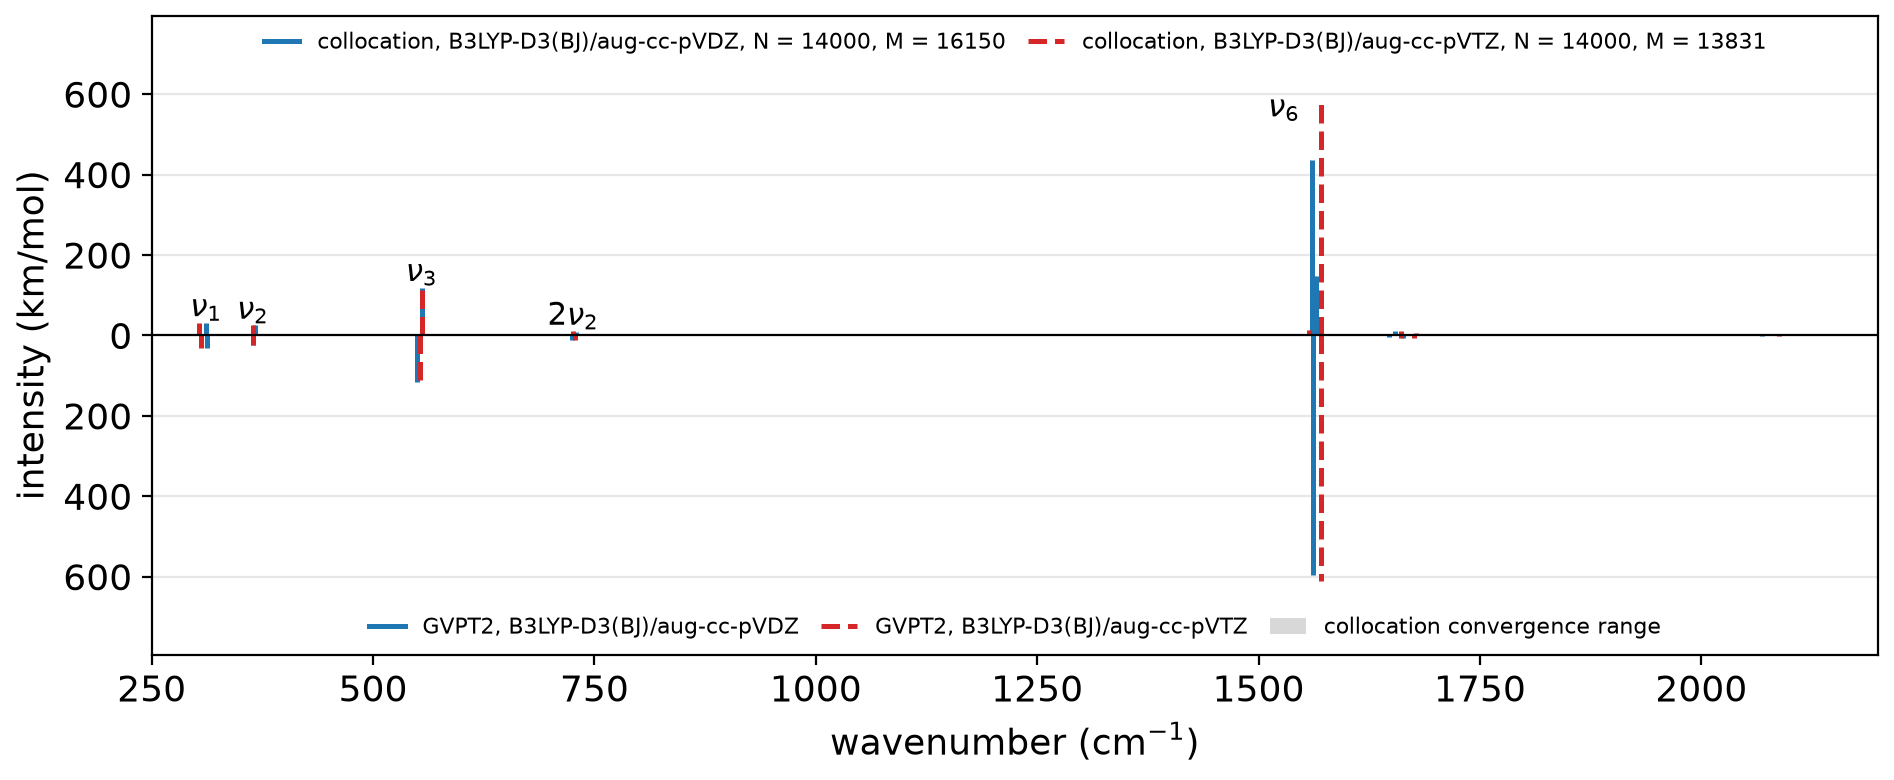 collocation, B3LYP-D3(BJ)/aug-cc-pVDZ, N = 14000, M = 16150 collocation, B3LYP-D3(BJ)/aug-cc-pVTZ, N = 14000, M = 13831
600
400
200
0
200
400
600
intensity (km/mol)
ν₁
ν₂
ν₃
2ν₂
ν₆
GVPT2, B3LYP-D3(BJ)/aug-cc-pVDZ GVPT2, B3LYP-D3(BJ)/aug-cc-pVTZ collocation convergence range
250 500 750 1000 1250 1500 1750 2000
wavenumber (cm⁻¹)